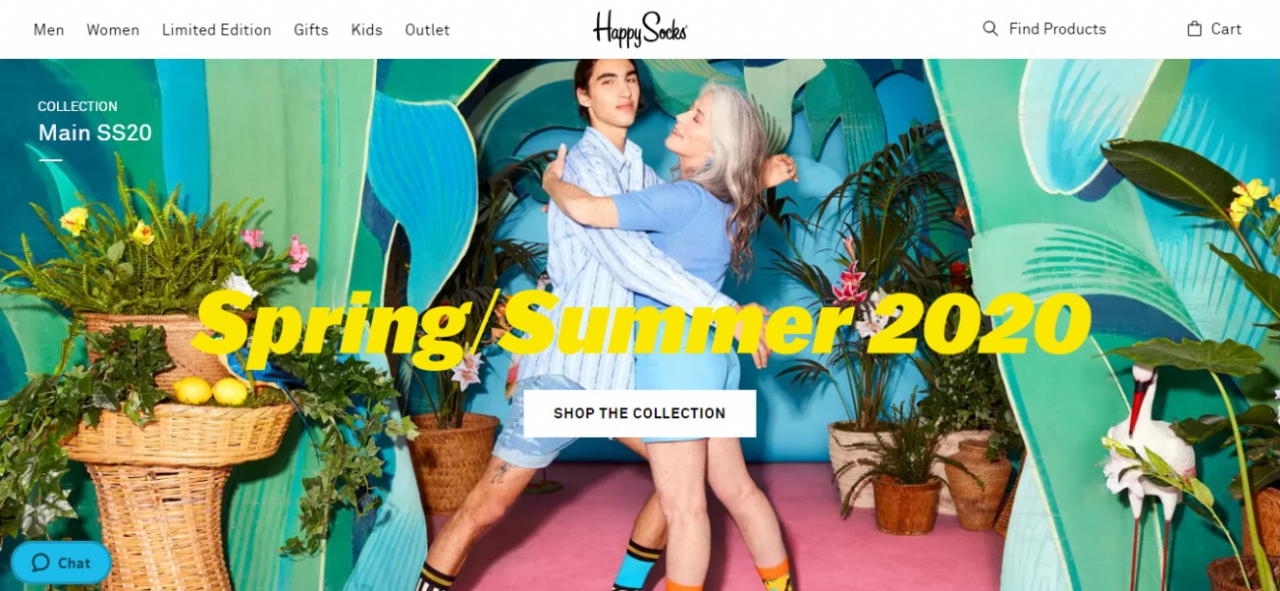 Men Women Limited Edition Gifts Kids Outlet
Happy Socks
Find Products
Cart
COLLECTION
Main SS20
Spring/Summer 2020
SHOP THE COLLECTION
Chat